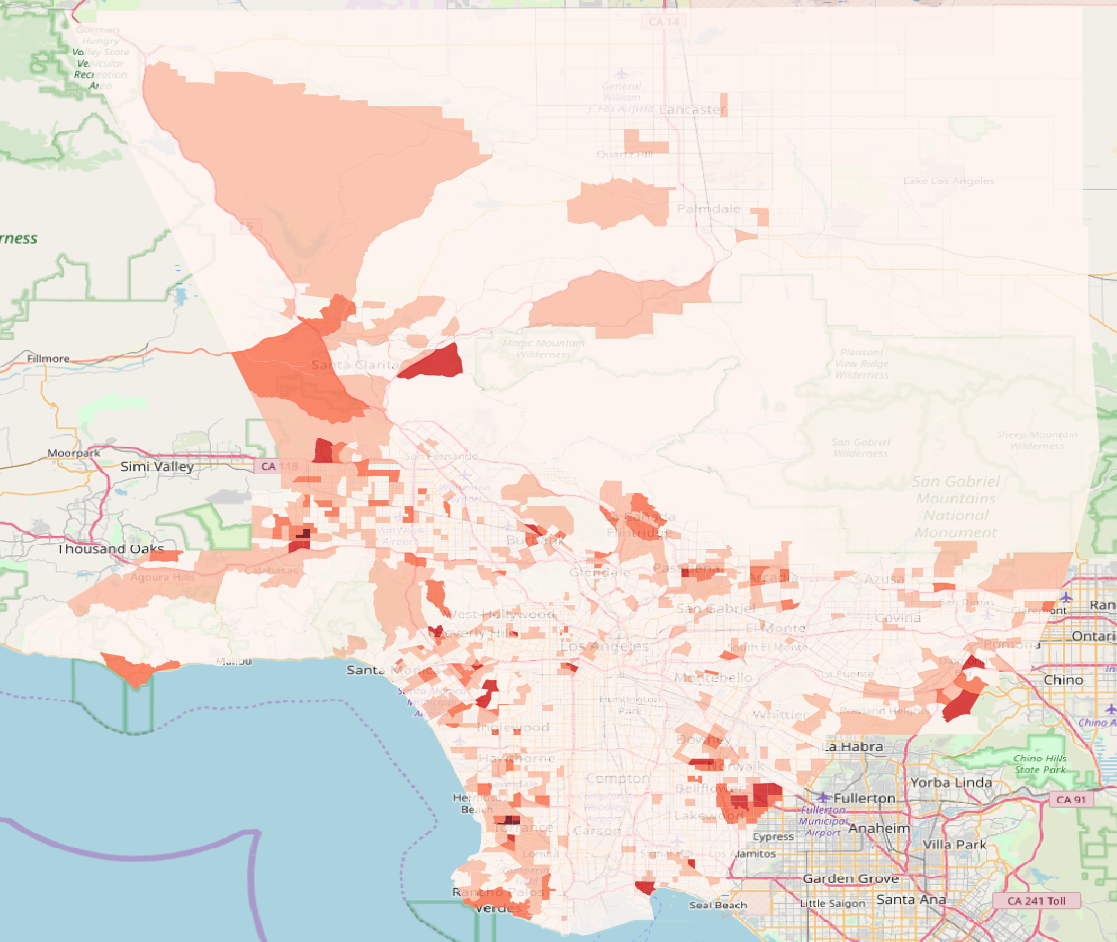 Gorman
Hungry
Valley State
Vehicular
Recreation
Area
CA 14
General
William
J Fox Airfield
Lancaster
Quartz Hill
Lake Los Angeles
Palmdale
rness
Fillmore
Santa Clarita
Magic Mountain
Wilderness
Pleasant
View Ridge
Wilderness
San Gabriel
Wilderness
Sheep Mountain
Wilderness
Moorpark
Simi Valley
CA 118
San Fernando
San Gabriel
Mountains
National
Monument
Thousand Oaks
Agoura Hills
Calabasas
Burbank
Flintridge
Glendale
Pasadena
Arcadia
Azusa
San Dimas
Claremont
Ran
Ontari
West Hollywood
Beverly Hills
San Gabriel
El Monte
Covina
Los Angeles
South El Monte
Pomona
Malibu
Santa Monica
Montebello
La Puente
Chino
Huntington
Park
Whittier
Rowland Heights
Chino A
Inglewood
Hawthorne
Downey
Norwalk
La Habra
Chino Hills
State Park
Compton
Bellflower
Yorba Linda
Hermosa
Beach
Torrance
Carson
Lakewood
Fullerton
CA 91
Fullerton
Municipal
Airport
Anaheim
Cypress
Villa Park
Lomita
Los Alamitos
Garden Grove
Rancho Palos
Verdes
Seal Beach
Little Saigon
Santa Ana
CA 241 Toll